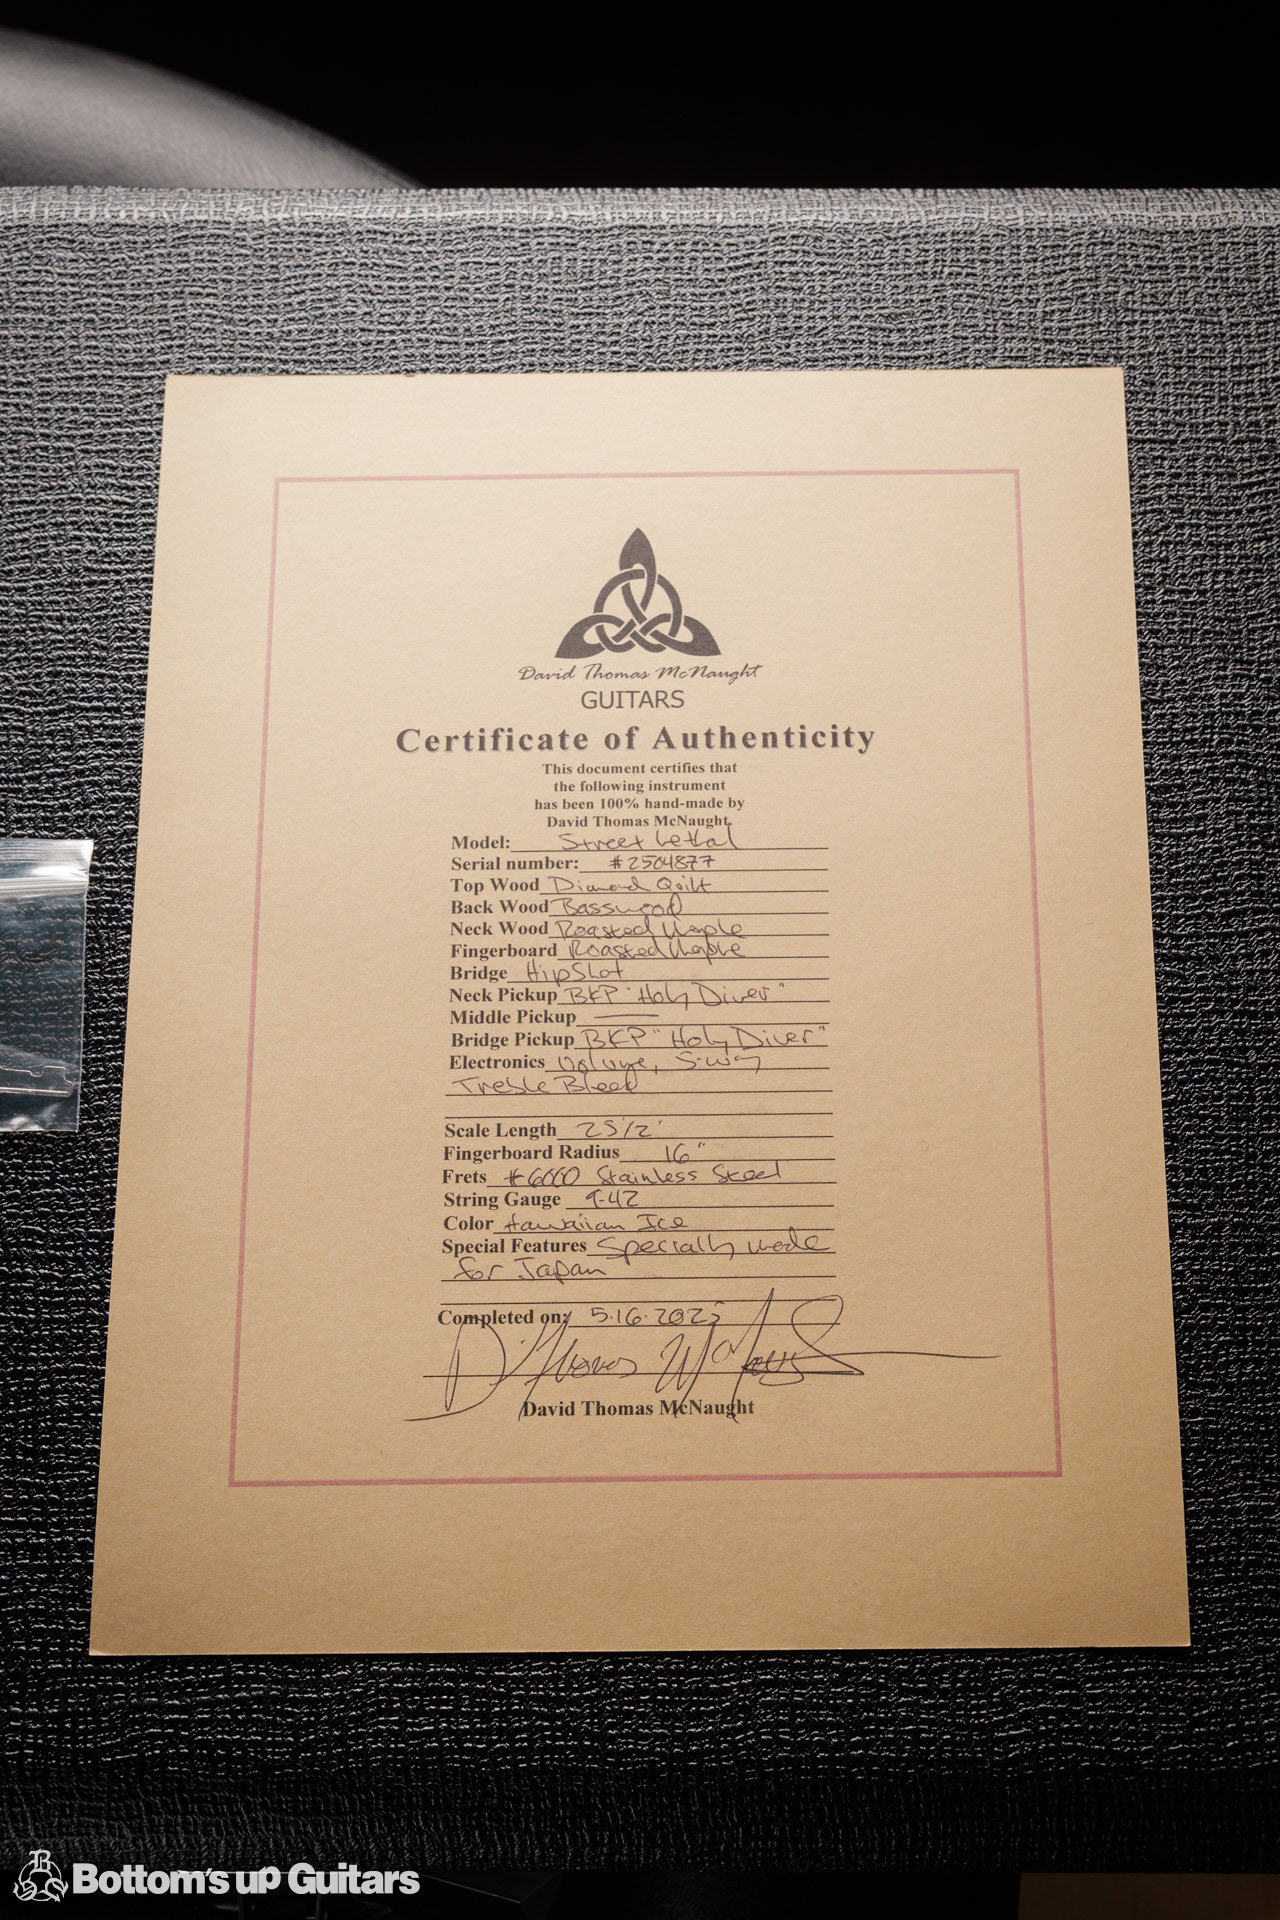 David Thomas McNaught
GUITARS
Certificate of Authenticity
This document certifies that
the following instrument
has been 100% hand-made by
David Thomas McNaught
Model: Street Lethal
Serial number: #2504877
Top Wood Diamond Quilt
Back Wood Basswood
Neck Wood Roasted Maple
Fingerboard Roasted Maple
Bridge HipShot
Neck Pickup BKP "Holy Diver"
Middle Pickup —
Bridge Pickup BKP "Holy Diver"
Electronics Volume, 5-way
Treble Bleed
Scale Length 25 1/2"
Fingerboard Radius 16"
Frets #6000 Stainless Steel
String Gauge 9-42
Color Hawaiian Ice
Special Features Specially made
for Japan
Completed on: 5.16.2025
D. Thomas McNaught
David Thomas McNaught
Bottom's up Guitars